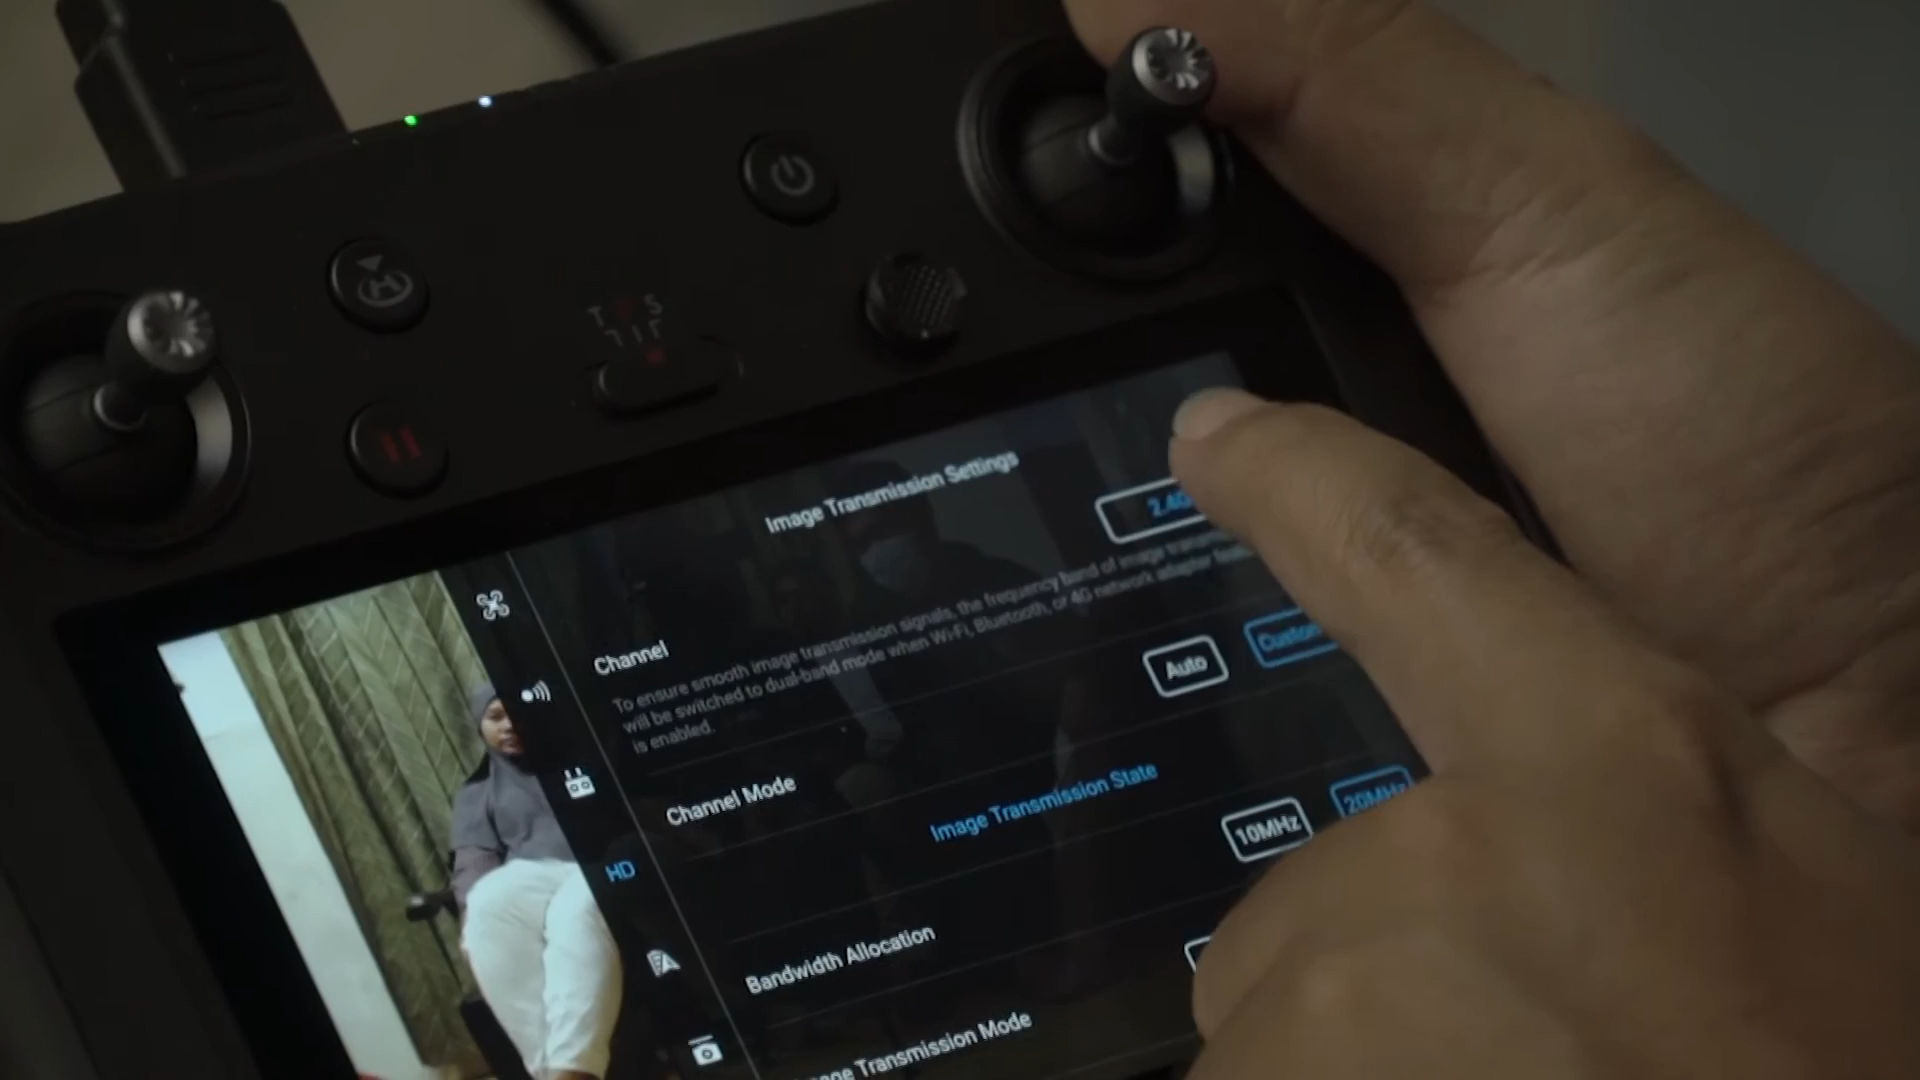 T S
Image Transmission Settings
Channel
2.4G
To ensure smooth image transmission signals, the frequency band of image
will be switched to dual-band mode when Wi-Fi, Bluetooth, or 4G network adapter
is enabled.
Channel Mode
Auto
Image Transmission State
HD
10MHz
20MHz
Bandwidth Allocation
Transmission Mode